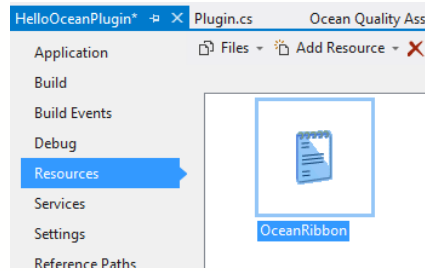 HelloOceanPlugin* Plugin.cs Ocean Quality Ass
Files Add Resource
Application
Build
Build Events
Debug
Resources
Services
Settings
Reference Paths
OceanRibbon